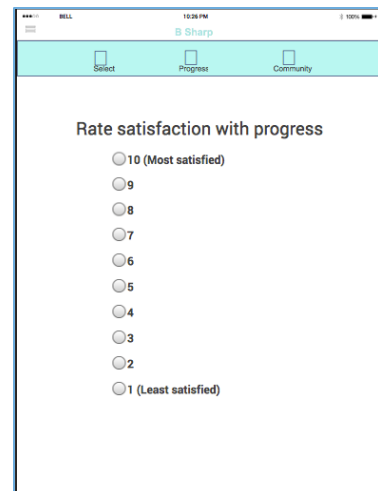 BELL 10:26 PM 100%
B Sharp
Select Progress Community
Rate satisfaction with progress
10 (Most satisfied)
9
8
7
6
5
4
3
2
1 (Least satisfied)